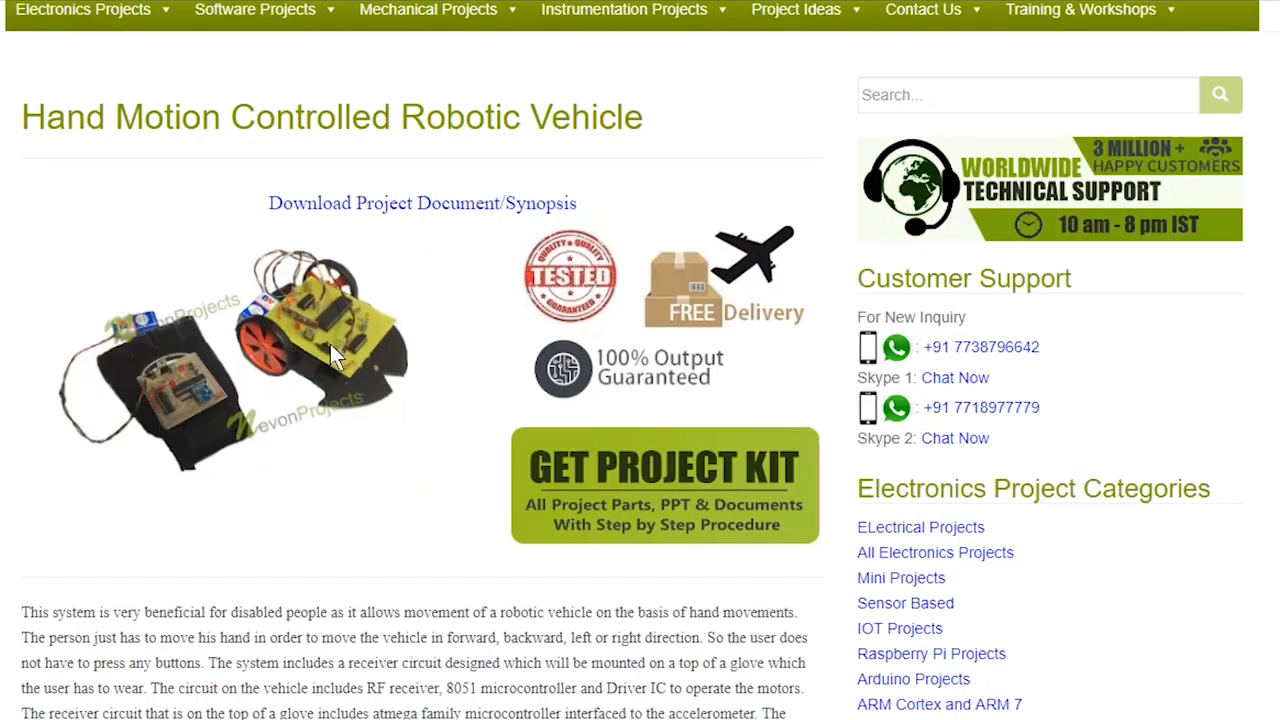 Electronics Projects Software Projects Mechanical Projects Instrumentation Projects Project Ideas Contact Us Training & Workshops
Hand Motion Controlled Robotic Vehicle
Download Project Document/Synopsis
NevonProjects
NevonProjects
QUALITY QUALITY
TESTED
GUARANTEED
FREE Delivery
100% Output
Guaranteed
GET PROJECT KIT
All Project Parts, PPT & Documents
With Step by Step Procedure
This system is very beneficial for disabled people as it allows movement of a robotic vehicle on the basis of hand movements.
The person just has to move his hand in order to move the vehicle in forward, backward, left or right direction. So the user does
not have to press any buttons. The system includes a receiver circuit designed which will be mounted on a top of a glove which
the user has to wear. The circuit on the vehicle includes RF receiver, 8051 microcontroller and Driver IC to operate the motors.
The receiver circuit that is on the top of a glove includes atmega family microcontroller interfaced to the accelerometer. The
Search...
3 MILLION +
HAPPY CUSTOMERS
WORLDWIDE
TECHNICAL SUPPORT
10 am - 8 pm IST
Customer Support
For New Inquiry
: +91 7738796642
Skype 1: Chat Now
: +91 7718977779
Skype 2: Chat Now
Electronics Project Categories
ELectrical Projects
All Electronics Projects
Mini Projects
Sensor Based
IOT Projects
Raspberry Pi Projects
Arduino Projects
ARM Cortex and ARM 7